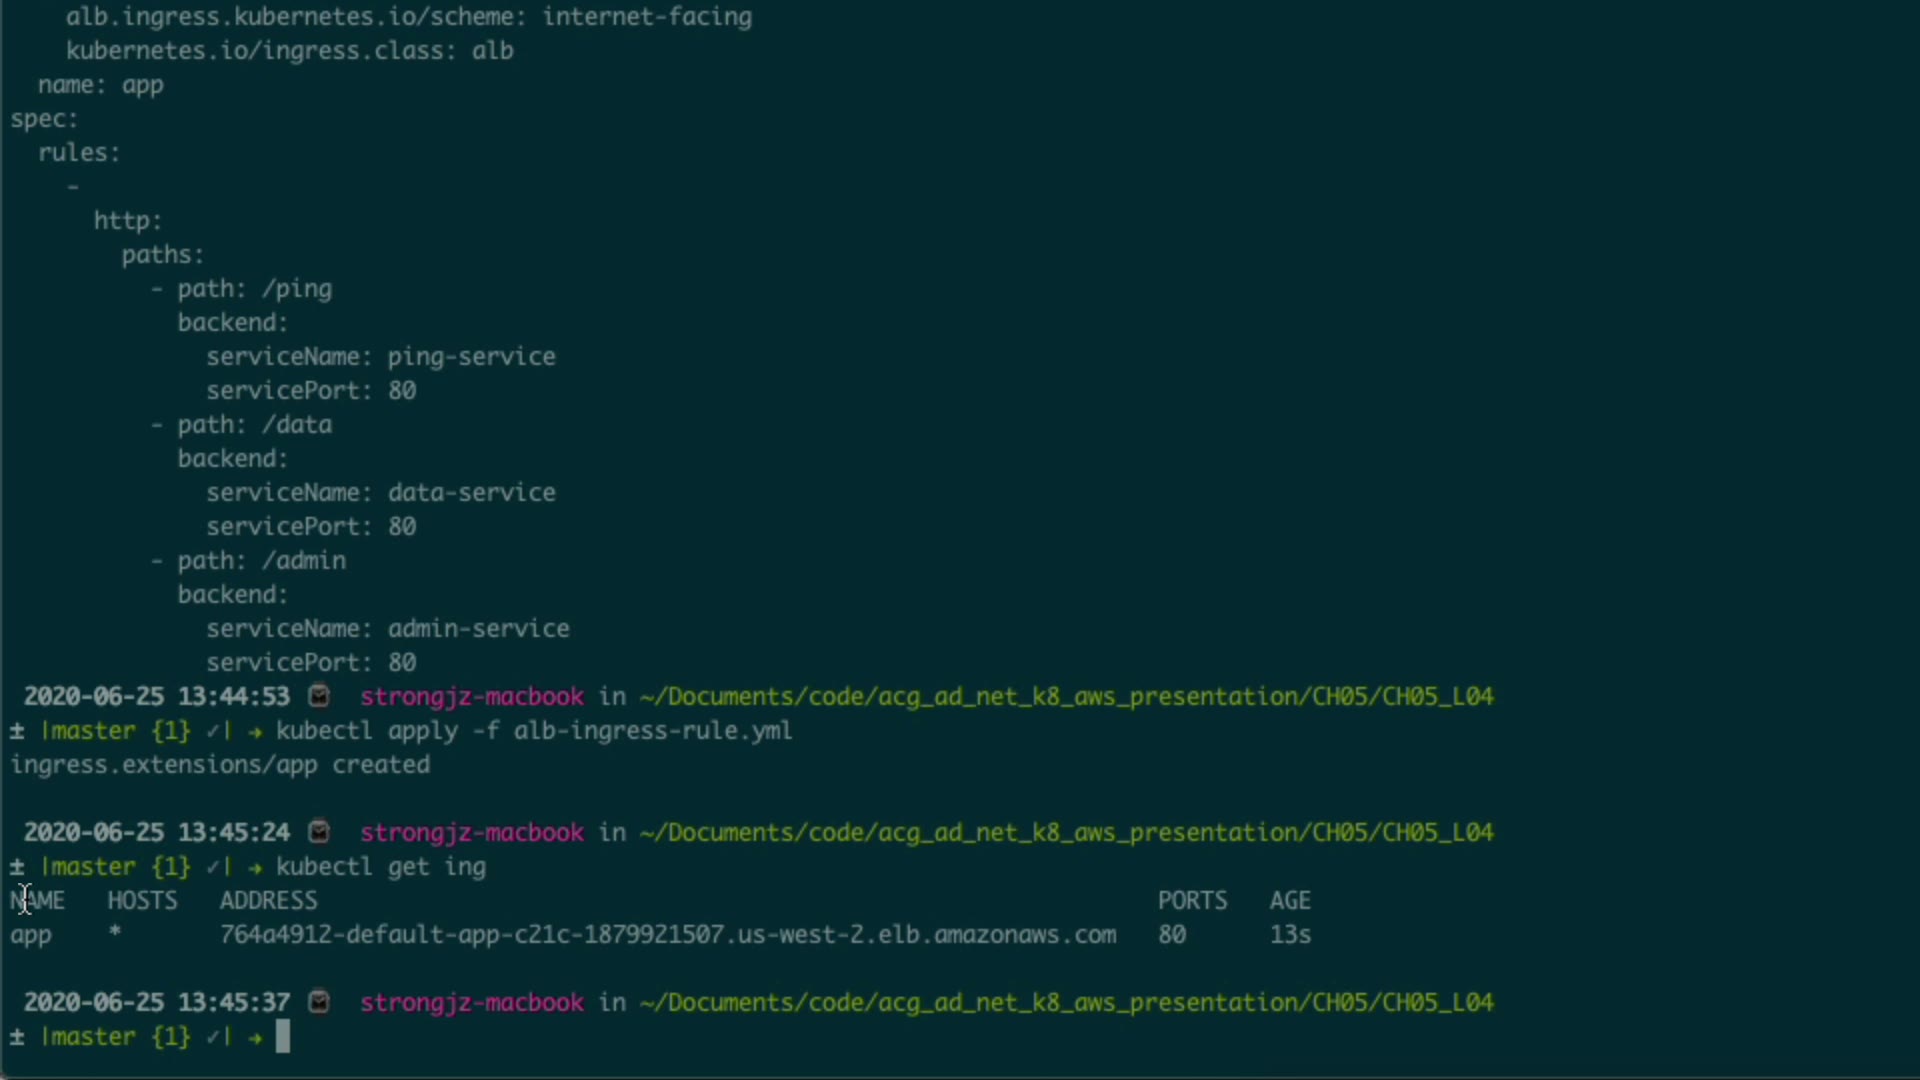 alb.ingress.kubernetes.io/scheme: internet-facing
kubernetes.io/ingress.class: alb
name: app
spec:
rules:
-
http:
paths:
- path: /ping
backend:
serviceName: ping-service
servicePort: 80
- path: /data
backend:
serviceName: data-service
servicePort: 80
- path: /admin
backend:
serviceName: admin-service
servicePort: 80
2020-06-25 13:44:53 strongjz-macbook in ~/Documents/code/acg_ad_net_k8_aws_presentation/CH05/CH05_L04
± |master {1} ✓| → kubectl apply -f alb-ingress-rule.yml
ingress.extensions/app created
2020-06-25 13:45:24 strongjz-macbook in ~/Documents/code/acg_ad_net_k8_aws_presentation/CH05/CH05_L04
± |master {1} ✓| → kubectl get ing
NAME HOSTS ADDRESS PORTS AGE
app * 764a4912-default-app-c21c-1879921507.us-west-2.elb.amazonaws.com 80 13s
2020-06-25 13:45:37 strongjz-macbook in ~/Documents/code/acg_ad_net_k8_aws_presentation/CH05/CH05_L04
± |master {1} ✓| →